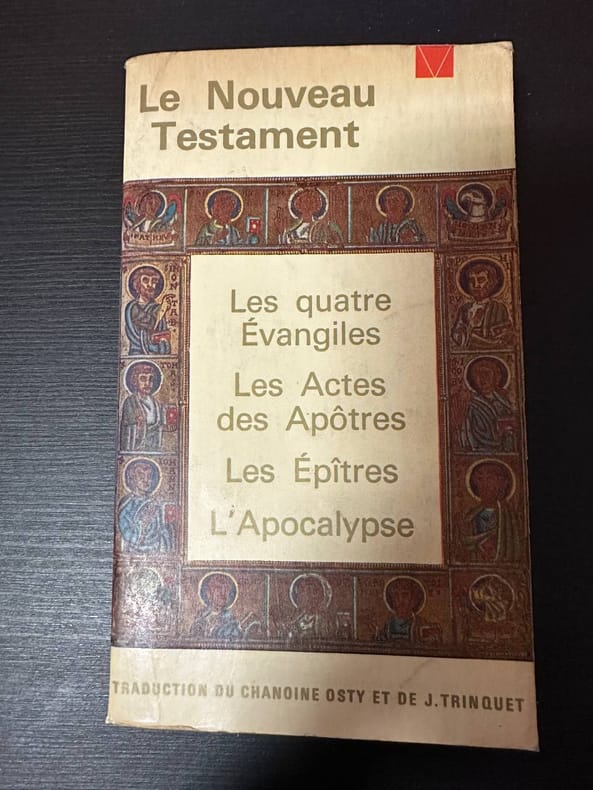 Le Nouveau
Testament
Les quatre
Évangiles
Les Actes
des Apôtres
Les Épîtres
L'Apocalypse
TRADUCTION DU CHANOINE OSTY ET DE J. TRINQUET